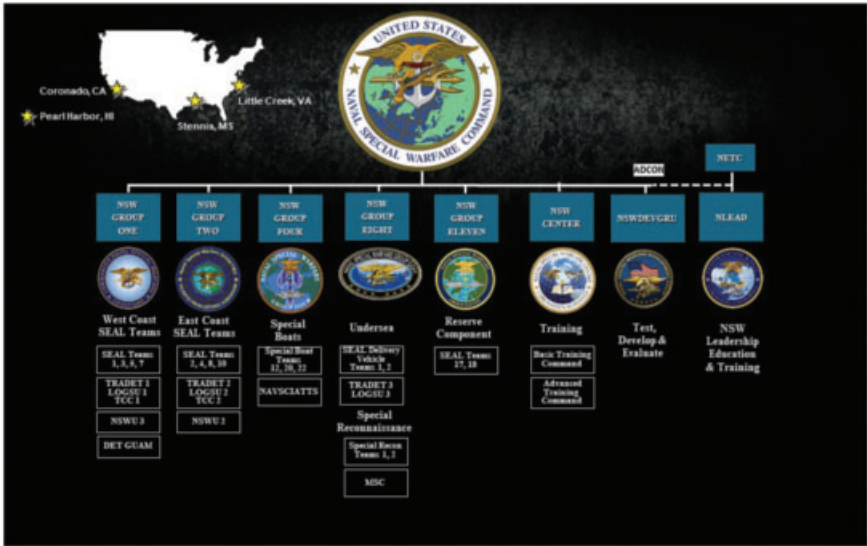 UNITED STATES
NAVAL SPECIAL WARFARE COMMAND
Coronado, CA
Pearl Harbor, HI
Stennis, MS
Little Creek, VA
NETC
ADCON
NSW
GROUP
ONE
NSW
GROUP
TWO
NSW
GROUP
FOUR
NSW
GROUP
EIGHT
NSW
GROUP
ELEVEN
NSW
CENTER
NSWDEVGRU
NLEAD
West Coast
SEAL Teams
SEAL Teams
1, 3, 5, 7
TRADET 1
LOGSU 1
TCC 1
NSWU 3
DET GUAM
East Coast
SEAL Teams
SEAL Teams
2, 4, 8, 10
TRADET 2
LOGSU 2
TCC 2
NSWU 2
Special
Boats
Special Boat
Teams
12, 20, 22
NAVSCIATTS
Undersea
SEAL Delivery
Vehicle
Teams 1, 2
TRADET 3
LOGSU 3
Special
Reconnaissance
Special Recon
Teams 1, 2
MSC
Reserve
Component
SEAL Teams
17, 18
Training
Basic Training
Command
Advanced
Training
Command
Test,
Develop &
Evaluate
NSW
Leadership
Education
& Training